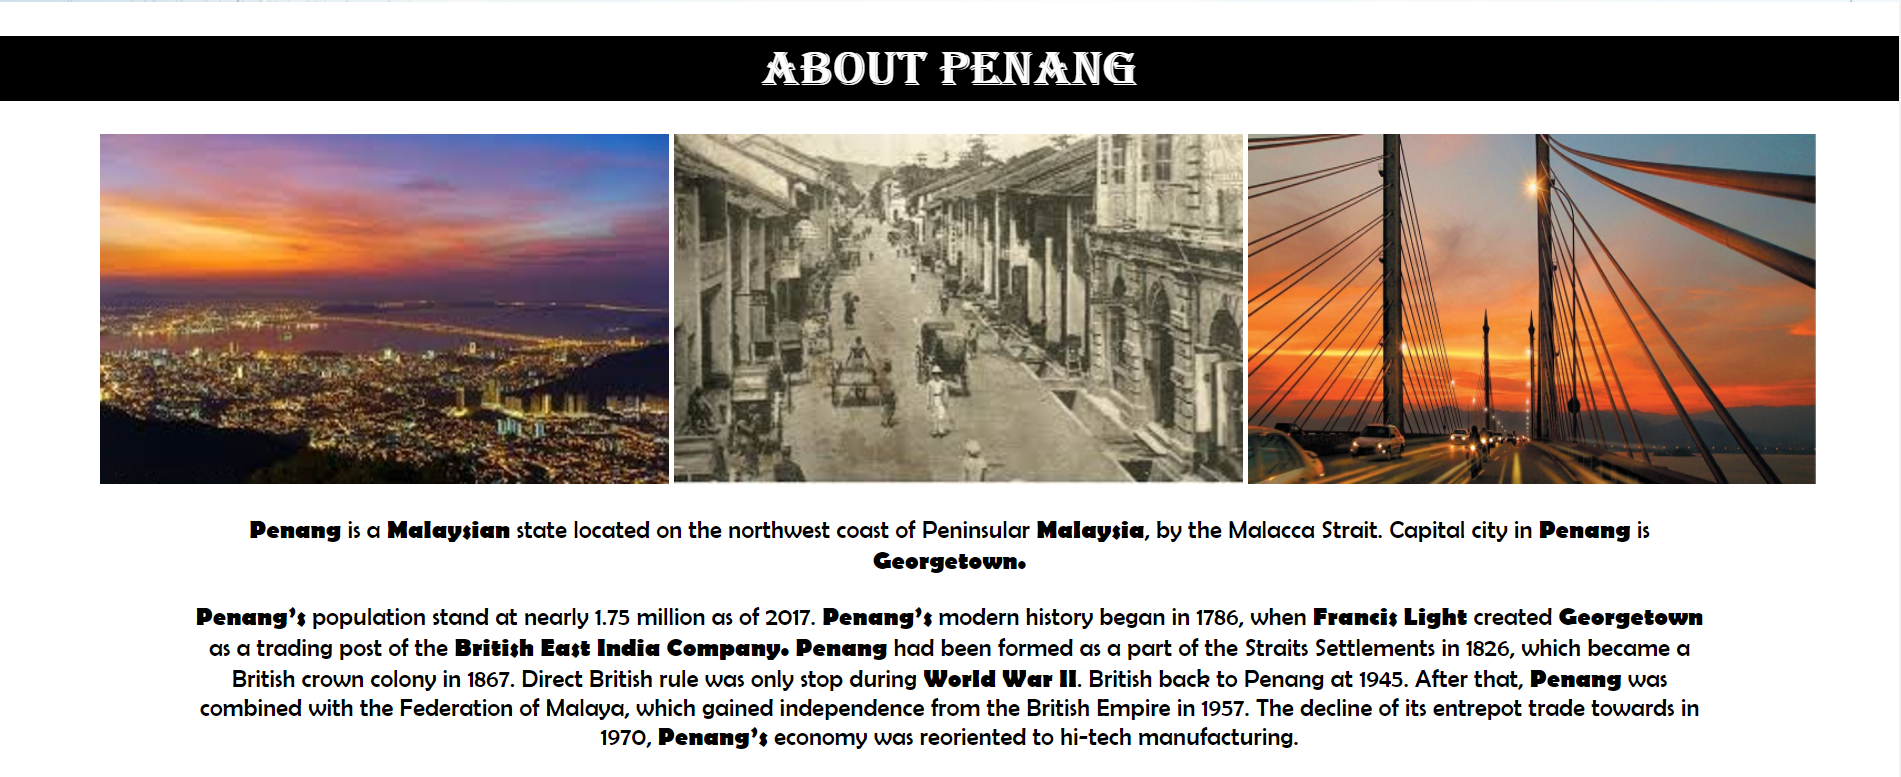 ABOUT PENANG
Penang is a Malaysian state located on the northwest coast of Peninsular Malaysia, by the Malacca Strait. Capital city in Penang is
Georgetown.
Penang's population stand at nearly 1.75 million as of 2017. Penang's modern history began in 1786, when Francis Light created Georgetown
as a trading post of the British East India Company. Penang had been formed as a part of the Straits Settlements in 1826, which became a
British crown colony in 1867. Direct British rule was only stop during World War II. British back to Penang at 1945. After that, Penang was
combined with the Federation of Malaya, which gained independence from the British Empire in 1957. The decline of its entrepot trade towards in
1970, Penang's economy was reoriented to hi-tech manufacturing.